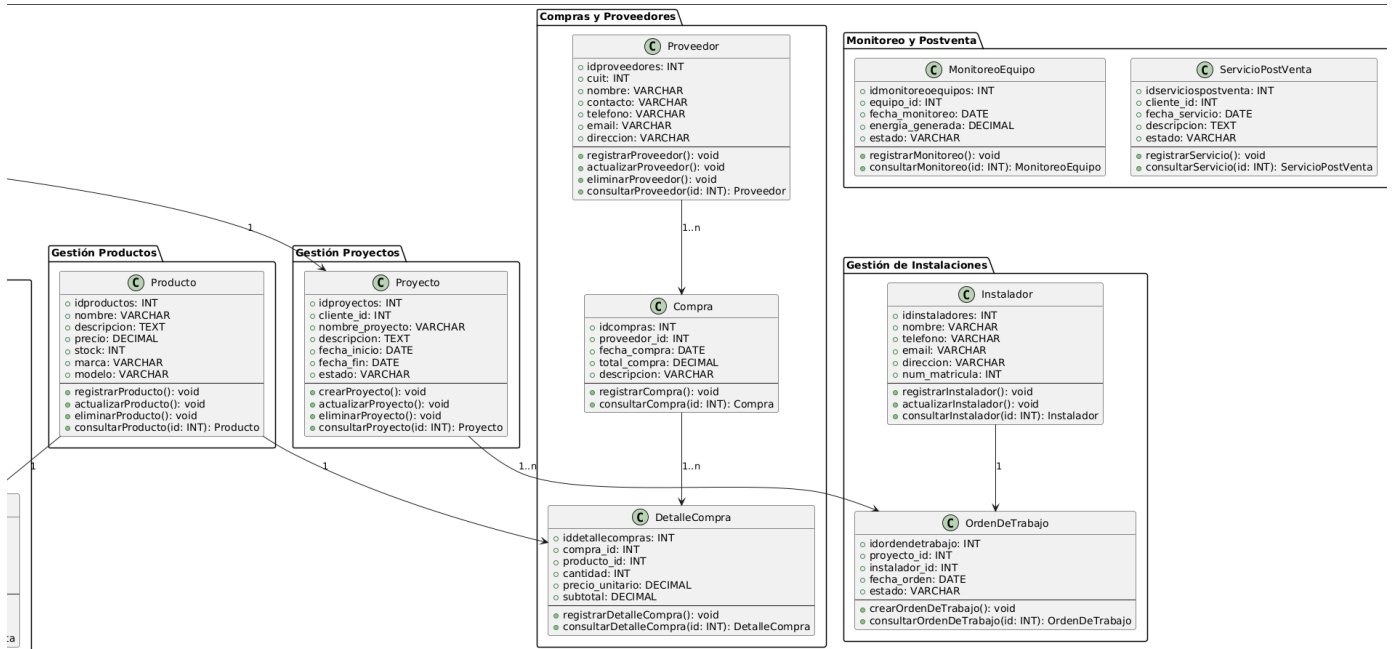 Compras y Proveedores
C Proveedor
idproveedores: INT
cuit: INT
nombre: VARCHAR
contacto: VARCHAR
telefono: VARCHAR
email: VARCHAR
direccion: VARCHAR
registrarProveedor(): void
actualizarProveedor(): void
eliminarProveedor(): void
consultarProveedor(id: INT): Proveedor
1..n
C Compra
idcompras: INT
proveedor_id: INT
fecha_compra: DATE
total_compra: DECIMAL
descripcion: VARCHAR
registrarCompra(): void
consultarCompra(id: INT): Compra
1..n
C DetalleCompra
iddetallecompras: INT
compra_id: INT
producto_id: INT
cantidad: INT
precio_unitario: DECIMAL
subtotal: DECIMAL
registrarDetalleCompra(): void
consultarDetalleCompra(id: INT): DetalleCompra
Monitoreo y Postventa
C MonitoreoEquipo
idmonitoreoequipos: INT
equipo_id: INT
fecha_monitoreo: DATE
energia_generada: DECIMAL
estado: VARCHAR
registrarMonitoreo(): void
consultarMonitoreo(id: INT): MonitoreoEquipo
C ServicioPostVenta
idserviciospostventa: INT
cliente_id: INT
fecha_servicio: DATE
descripcion: TEXT
estado: VARCHAR
registrarServicio(): void
consultarServicio(id: INT): ServicioPostVenta
1
Gestión Productos
C Producto
idproductos: INT
nombre: VARCHAR
descripcion: TEXT
precio: DECIMAL
stock: INT
marca: VARCHAR
modelo: VARCHAR
registrarProducto(): void
actualizarProducto(): void
eliminarProducto(): void
consultarProducto(id: INT): Producto
1
1
Gestión Proyectos
C Proyecto
idproyectos: INT
cliente_id: INT
nombre_proyecto: VARCHAR
descripcion: TEXT
fecha_inicio: DATE
fecha_fin: DATE
estado: VARCHAR
crearProyecto(): void
actualizarProyecto(): void
eliminarProyecto(): void
consultarProyecto(id: INT): Proyecto
1..n
Gestión de Instalaciones
C Instalador
idinstaladores: INT
nombre: VARCHAR
telefono: VARCHAR
email: VARCHAR
direccion: VARCHAR
num_matricula: INT
registrarInstalador(): void
actualizarInstalador(): void
consultarInstalador(id: INT): Instalador
1
C OrdenDeTrabajo
idordendetrabajo: INT
proyecto_id: INT
instalador_id: INT
fecha_orden: DATE
estado: VARCHAR
crearOrdenDeTrabajo(): void
consultarOrdenDeTrabajo(id: INT): OrdenDeTrabajo